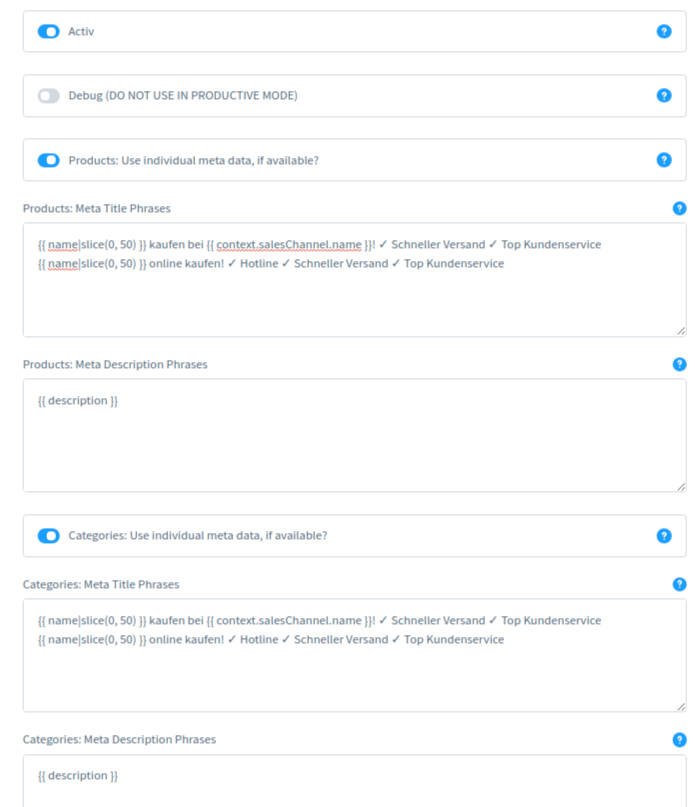 Activ
?
Debug (DO NOT USE IN PRODUCTIVE MODE)
?
Products: Use individual meta data, if available?
?
Products: Meta Title Phrases
?
{{ name|slice(0, 50) }} kaufen bei {{ context.salesChannel.name }}! ✓ Schneller Versand ✓ Top Kundenservice
{{ name|slice(0, 50) }} online kaufen! ✓ Hotline ✓ Schneller Versand ✓ Top Kundenservice
Products: Meta Description Phrases
?
{{ description }}
Categories: Use individual meta data, if available?
?
Categories: Meta Title Phrases
?
{{ name|slice(0, 50) }} kaufen bei {{ context.salesChannel.name }}! ✓ Schneller Versand ✓ Top Kundenservice
{{ name|slice(0, 50) }} online kaufen! ✓ Hotline ✓ Schneller Versand ✓ Top Kundenservice
Categories: Meta Description Phrases
?
{{ description }}